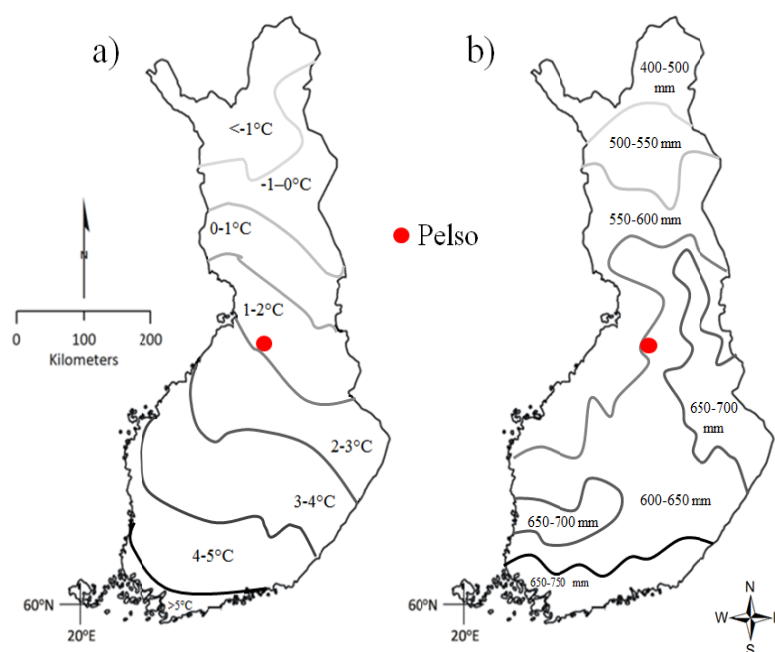 a)
<-1°C
-1–0°C
0-1°C
1-2°C
2-3°C
3-4°C
4-5°C
>5°C
N
0 100 200
Kilometers
60°N
20°E
Pelso
b)
400-500
mm
500-550 mm
550-600 mm
650-700
mm
600-650 mm
650-700 mm
650-750 mm
60°N
20°E
N
W
S